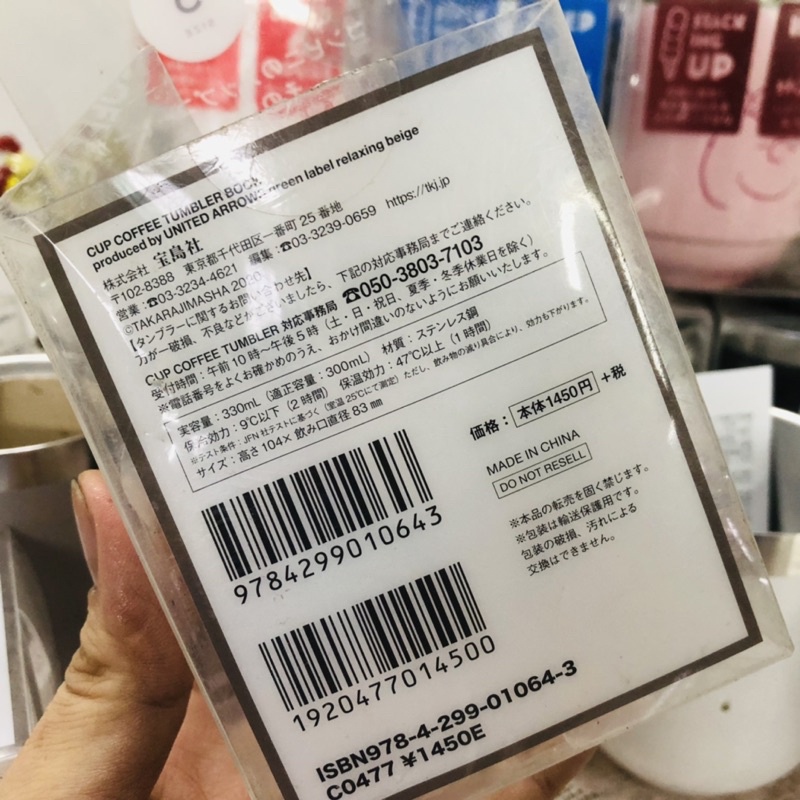 CUP COFFEE TUMBLER BOOK
produced by UNITED ARROWS green label relaxing beige
株式会社 宝島社
〒102-8388 東京都千代田区一番町 25 番地
営業:☎03-3234-4621 編集:☎03-3239-0659 https://tkj.jp
©TAKARAJIMASHA 2020
【タンブラーに関するお問い合わせ先】
力が破損、不良などがございましたら、下記の対応事務局までご連絡ください。
CUP COFFEE TUMBLER 対応事務局 ☎050-3803-7103
受付時間:午前 10 時～午後 5 時(土・日・祝日、夏季・冬季休業日を除く)
※電話番号をよくお確かめのうえ、おかけ間違いのないようにお願いいたします。
実容量:330mL(適正容量:300mL) 材質:ステンレス鋼
保冷効力:9℃以下(2時間) 保温効力:47℃以上(1時間)
※テスト条件:JFN 社テストに基づく(室温 25℃にて測定)ただし、飲み物の減り具合により、効力も下がります。
サイズ:高さ104×飲み口直径 83 ㎜
価格: 本体1450円 +税
MADE IN CHINA
DO NOT RESELL
※本品の転売を固く禁じます。
※包装は輸送保護用です。
包装の破損、汚れによる
交換はできません。
9784299010643
1920477014500
ISBN978-4-299-01064-3
C0477 ¥1450E
STACK
ING
UP
C